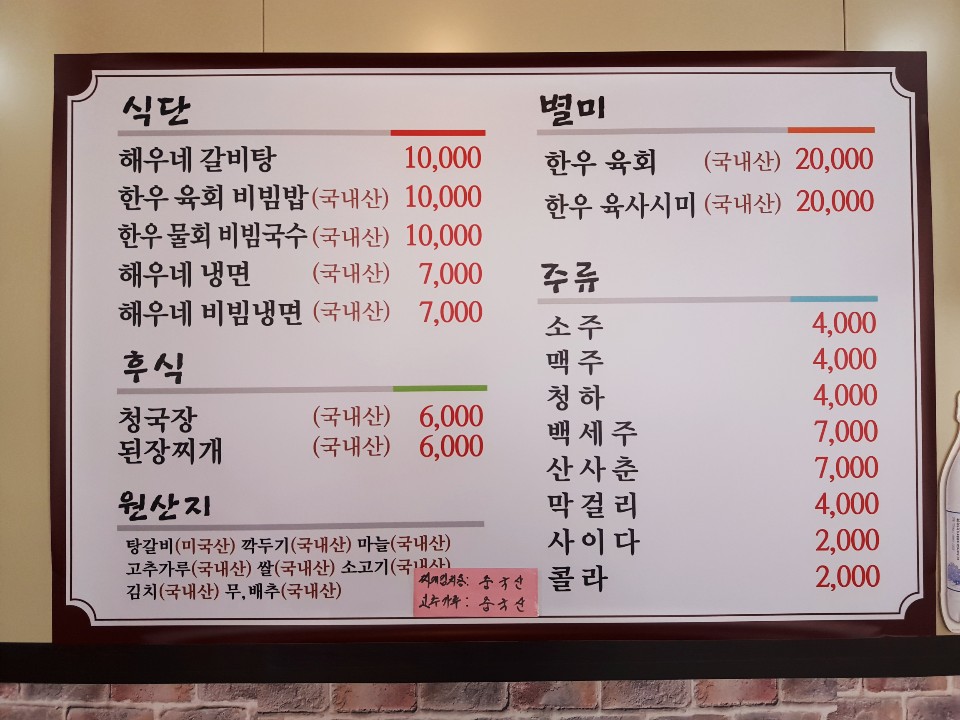 식단
해우네 갈비탕 10,000
한우 육회 비빔밥 (국내산) 10,000
한우 물회 비빔국수 (국내산) 10,000
해우네 냉면 (국내산) 7,000
해우네 비빔냉면 (국내산) 7,000
후식
청국장 (국내산) 6,000
된장찌개 (국내산) 6,000
원산지
탕갈비(미국산) 깍두기(국내산) 마늘(국내산)
고추가루(국내산) 쌀(국내산) 소고기(국내산)
김치(국내산) 무,배추(국내산)
중국산
고추가루 : 중국산
별미
한우 육회 (국내산) 20,000
한우 육사시미 (국내산) 20,000
주류
소주 4,000
맥주 4,000
청하 4,000
백세주 7,000
산사춘 7,000
막걸리 4,000
사이다 2,000
콜라 2,000